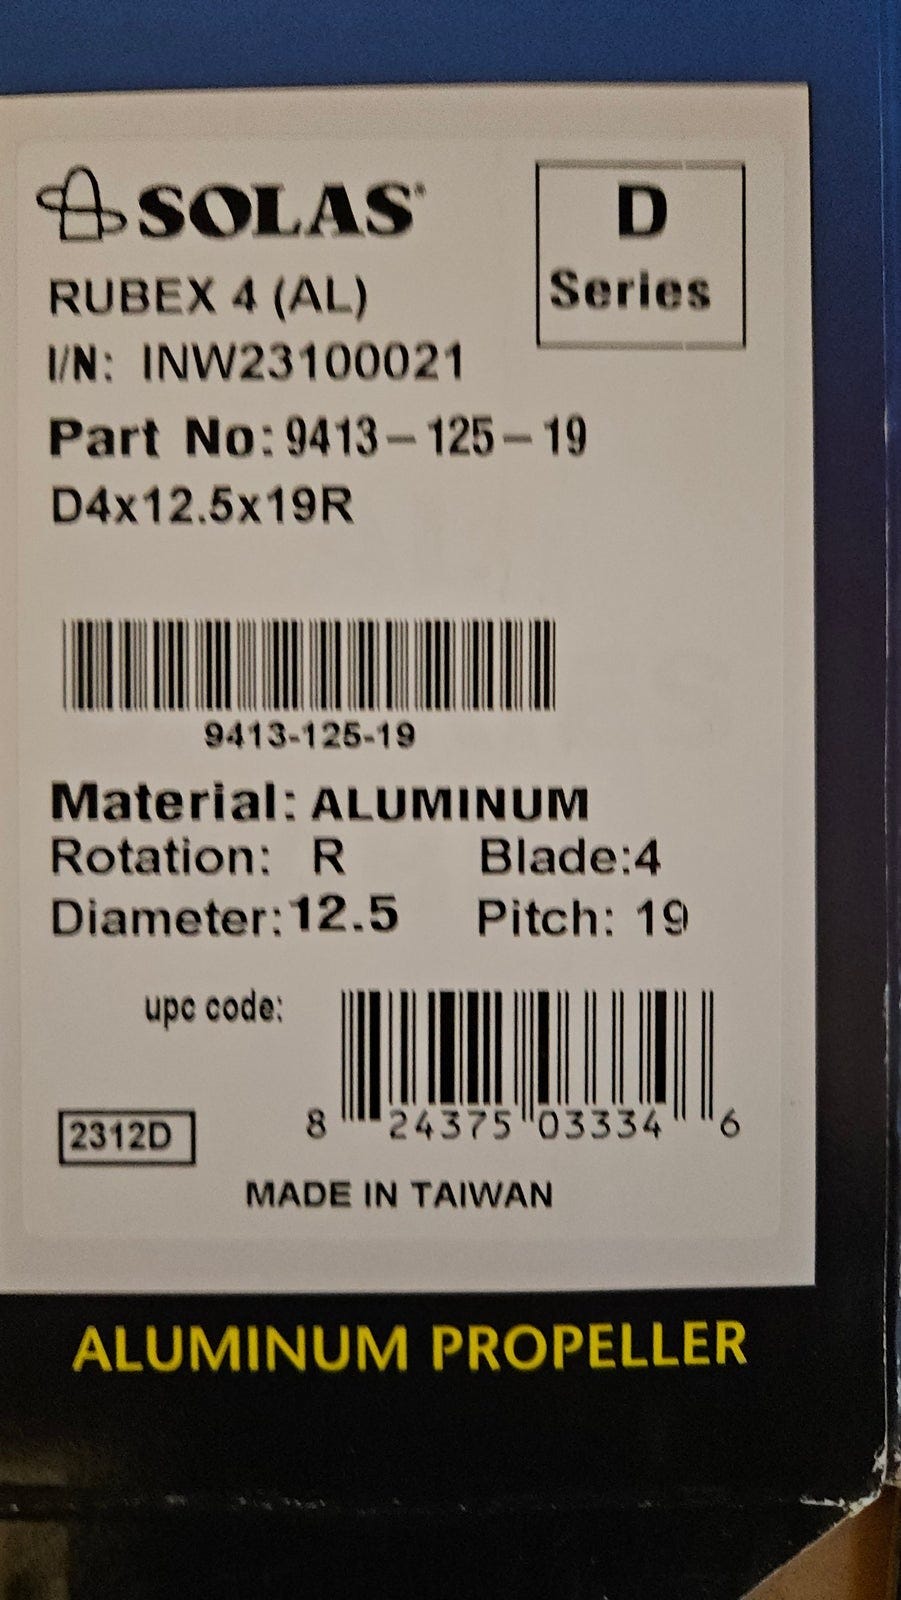 SOLAS®
D
Series
RUBEX 4 (AL)
I/N: INW23100021
Part No: 9413-125-19
D4x12.5x19R
9413-125-19
Material: ALUMINUM
Rotation: R Blade:4
Diameter:12.5 Pitch: 19
upc code:
8 24375 03334 6
2312D
MADE IN TAIWAN
ALUMINUM PROPELLER